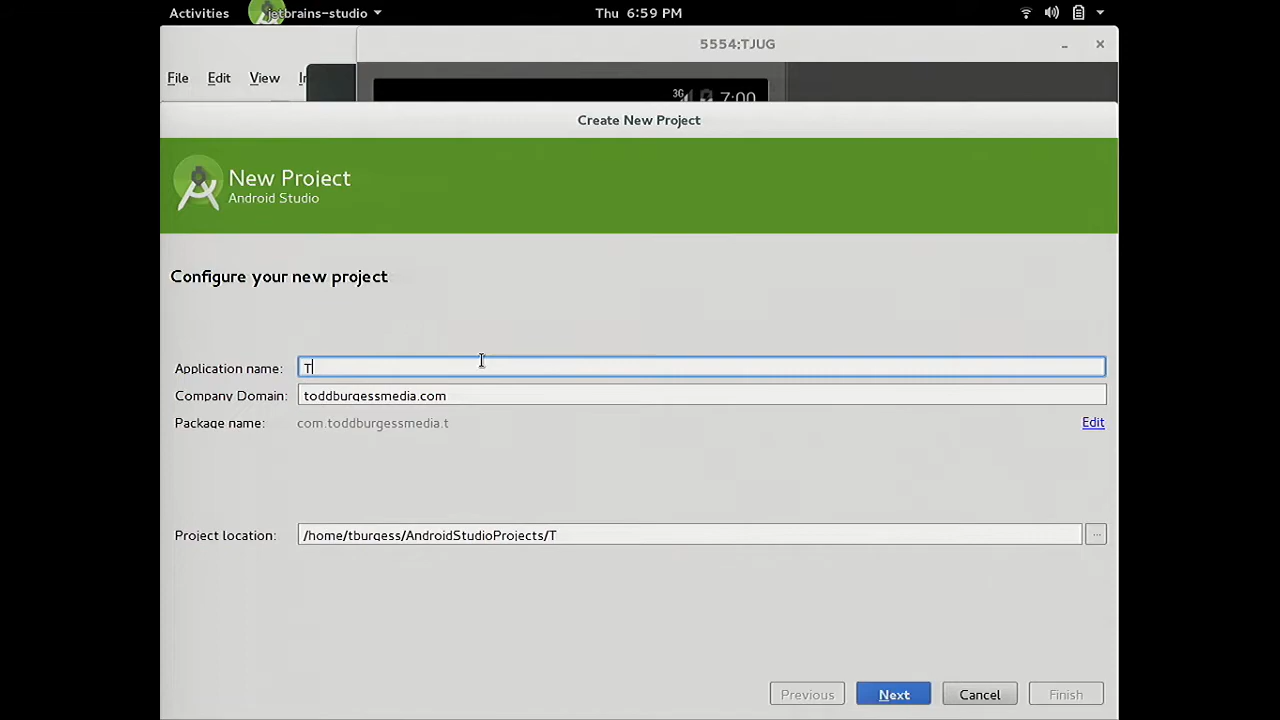 Activities jetbrains-studio Thu 6:59 PM
5554:TJUG
File Edit View
3G 7:00
Create New Project
New Project
Android Studio
Configure your new project
Application name: T
Company Domain: toddburgessmedia.com
Package name: com.toddburgessmedia.t Edit
Project location: /home/tburgess/AndroidStudioProjects/T ...
Previous Next Cancel Finish